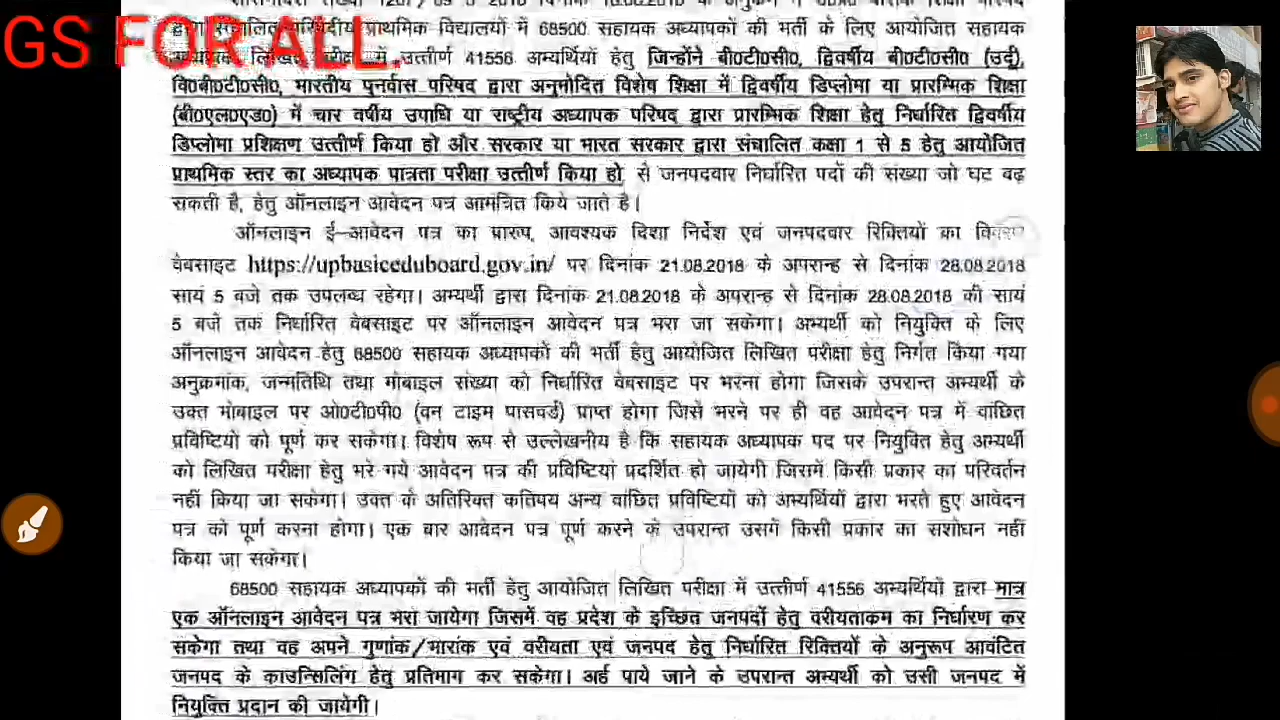 GS FOR ALL.
परिषदीय प्राथमिक विद्यालयों में 68500 सहायक अध्यापकों की भर्ती के लिए आयोजित सहायक
में उत्तीर्ण 41556 अभ्यर्थियों हेतु जिन्होंने बी0टी0सी0, द्विवर्षीय बी0टी0सी0 (उर्दू),
वि0बी0टी0सी0, भारतीय पुनर्वास परिषद द्वारा अनुमोदित विशेष शिक्षा में द्विवर्षीय डिप्लोमा या प्रारम्भिक शिक्षा
(बी0एल0एड0) में चार वर्षीय उपाधि या राष्ट्रीय अध्यापक परिषद द्वारा प्रारम्भिक शिक्षा हेतु निर्धारित द्विवर्षीय
डिप्लोमा प्रशिक्षण उत्तीर्ण किया हो और सरकार या भारत सरकार द्वारा संचालित कक्षा 1 से 5 हेतु आयोजित
प्राथमिक स्तर का अध्यापक पात्रता परीक्षा उत्तीर्ण किया हो से जनपदवार निर्धारित पदों की संख्या जो घट बढ़
सकती है, हेतु ऑनलाइन आवेदन पत्र आमंत्रित किये जाते है।
ऑनलाइन ई–आवेदन पत्र का प्रारुप, आवश्यक दिशा निर्देश एवं जनपदवार रिक्तियों का विवरण
वेबसाइट https://upbasiceduboard.gov.in/ पर दिनांक 21.08.2018 के अपरान्ह से दिनांक 28.08.2018
सायं 5 बजे तक उपलब्ध रहेगा। अभ्यर्थी द्वारा दिनांक 21.08.2018 के अपरान्ह से दिनांक 28.08.2018 की सायं
5 बजे तक निर्धारित वेबसाइट पर ऑनलाइन आवेदन पत्र भरा जा सकेगा। अभ्यर्थी को नियुक्ति के लिए
ऑनलाइन आवेदन हेतु 68500 सहायक अध्यापकों की भर्ती हेतु आयोजित लिखित परीक्षा हेतु निर्गत किया गया
अनुक्रमांक, जन्मतिथि तथा मोबाइल संख्या को निर्धारित वेबसाइट पर भरना होगा जिसके उपरान्त अभ्यर्थी के
उक्त मोबाइल पर ओ0टी0पी0 (वन टाइम पासवर्ड) प्राप्त होगा जिसे भरने पर ही वह आवेदन पत्र में वांछित
प्रविष्टियों को पूर्ण कर सकेगा। विशेष रूप से उल्लेखनीय है कि सहायक अध्यापक पद पर नियुक्ति हेतु अभ्यर्थी
को लिखित परीक्षा हेतु भरे गये आवेदन पत्र की प्रविष्टियां प्रदर्शित हो जायेगी जिसमें किसी प्रकार का परिवर्तन
नहीं किया जा सकेगा। उक्त के अतिरिक्त कतिपय अन्य वांछित प्रविष्टियों को अभ्यर्थियों द्वारा भरते हुए आवेदन
पत्र को पूर्ण करना होगा। एक बार आवेदन पत्र पूर्ण करने के उपरान्त उसमें किसी प्रकार का संशोधन नहीं
किया जा सकेगा।
68500 सहायक अध्यापकों की भर्ती हेतु आयोजित लिखित परीक्षा में उत्तीर्ण 41556 अभ्यर्थियों द्वारा मात्र
एक ऑनलाइन आवेदन पत्र भरा जायेगा जिसमें वह प्रदेश के इच्छित जनपदों हेतु वरीयताक्रम का निर्धारण कर
सकेगा तथा वह अपने गुणांक/भारांक एवं वरीयता एवं जनपद हेतु निर्धारित रिक्तियों के अनुरूप आवंटित
जनपद के काउन्सिलिंग हेतु प्रतिभाग कर सकेगा। अर्ह पाये जाने के उपरान्त अभ्यर्थी को उसी जनपद में
नियुक्ति प्रदान की जायेगी।